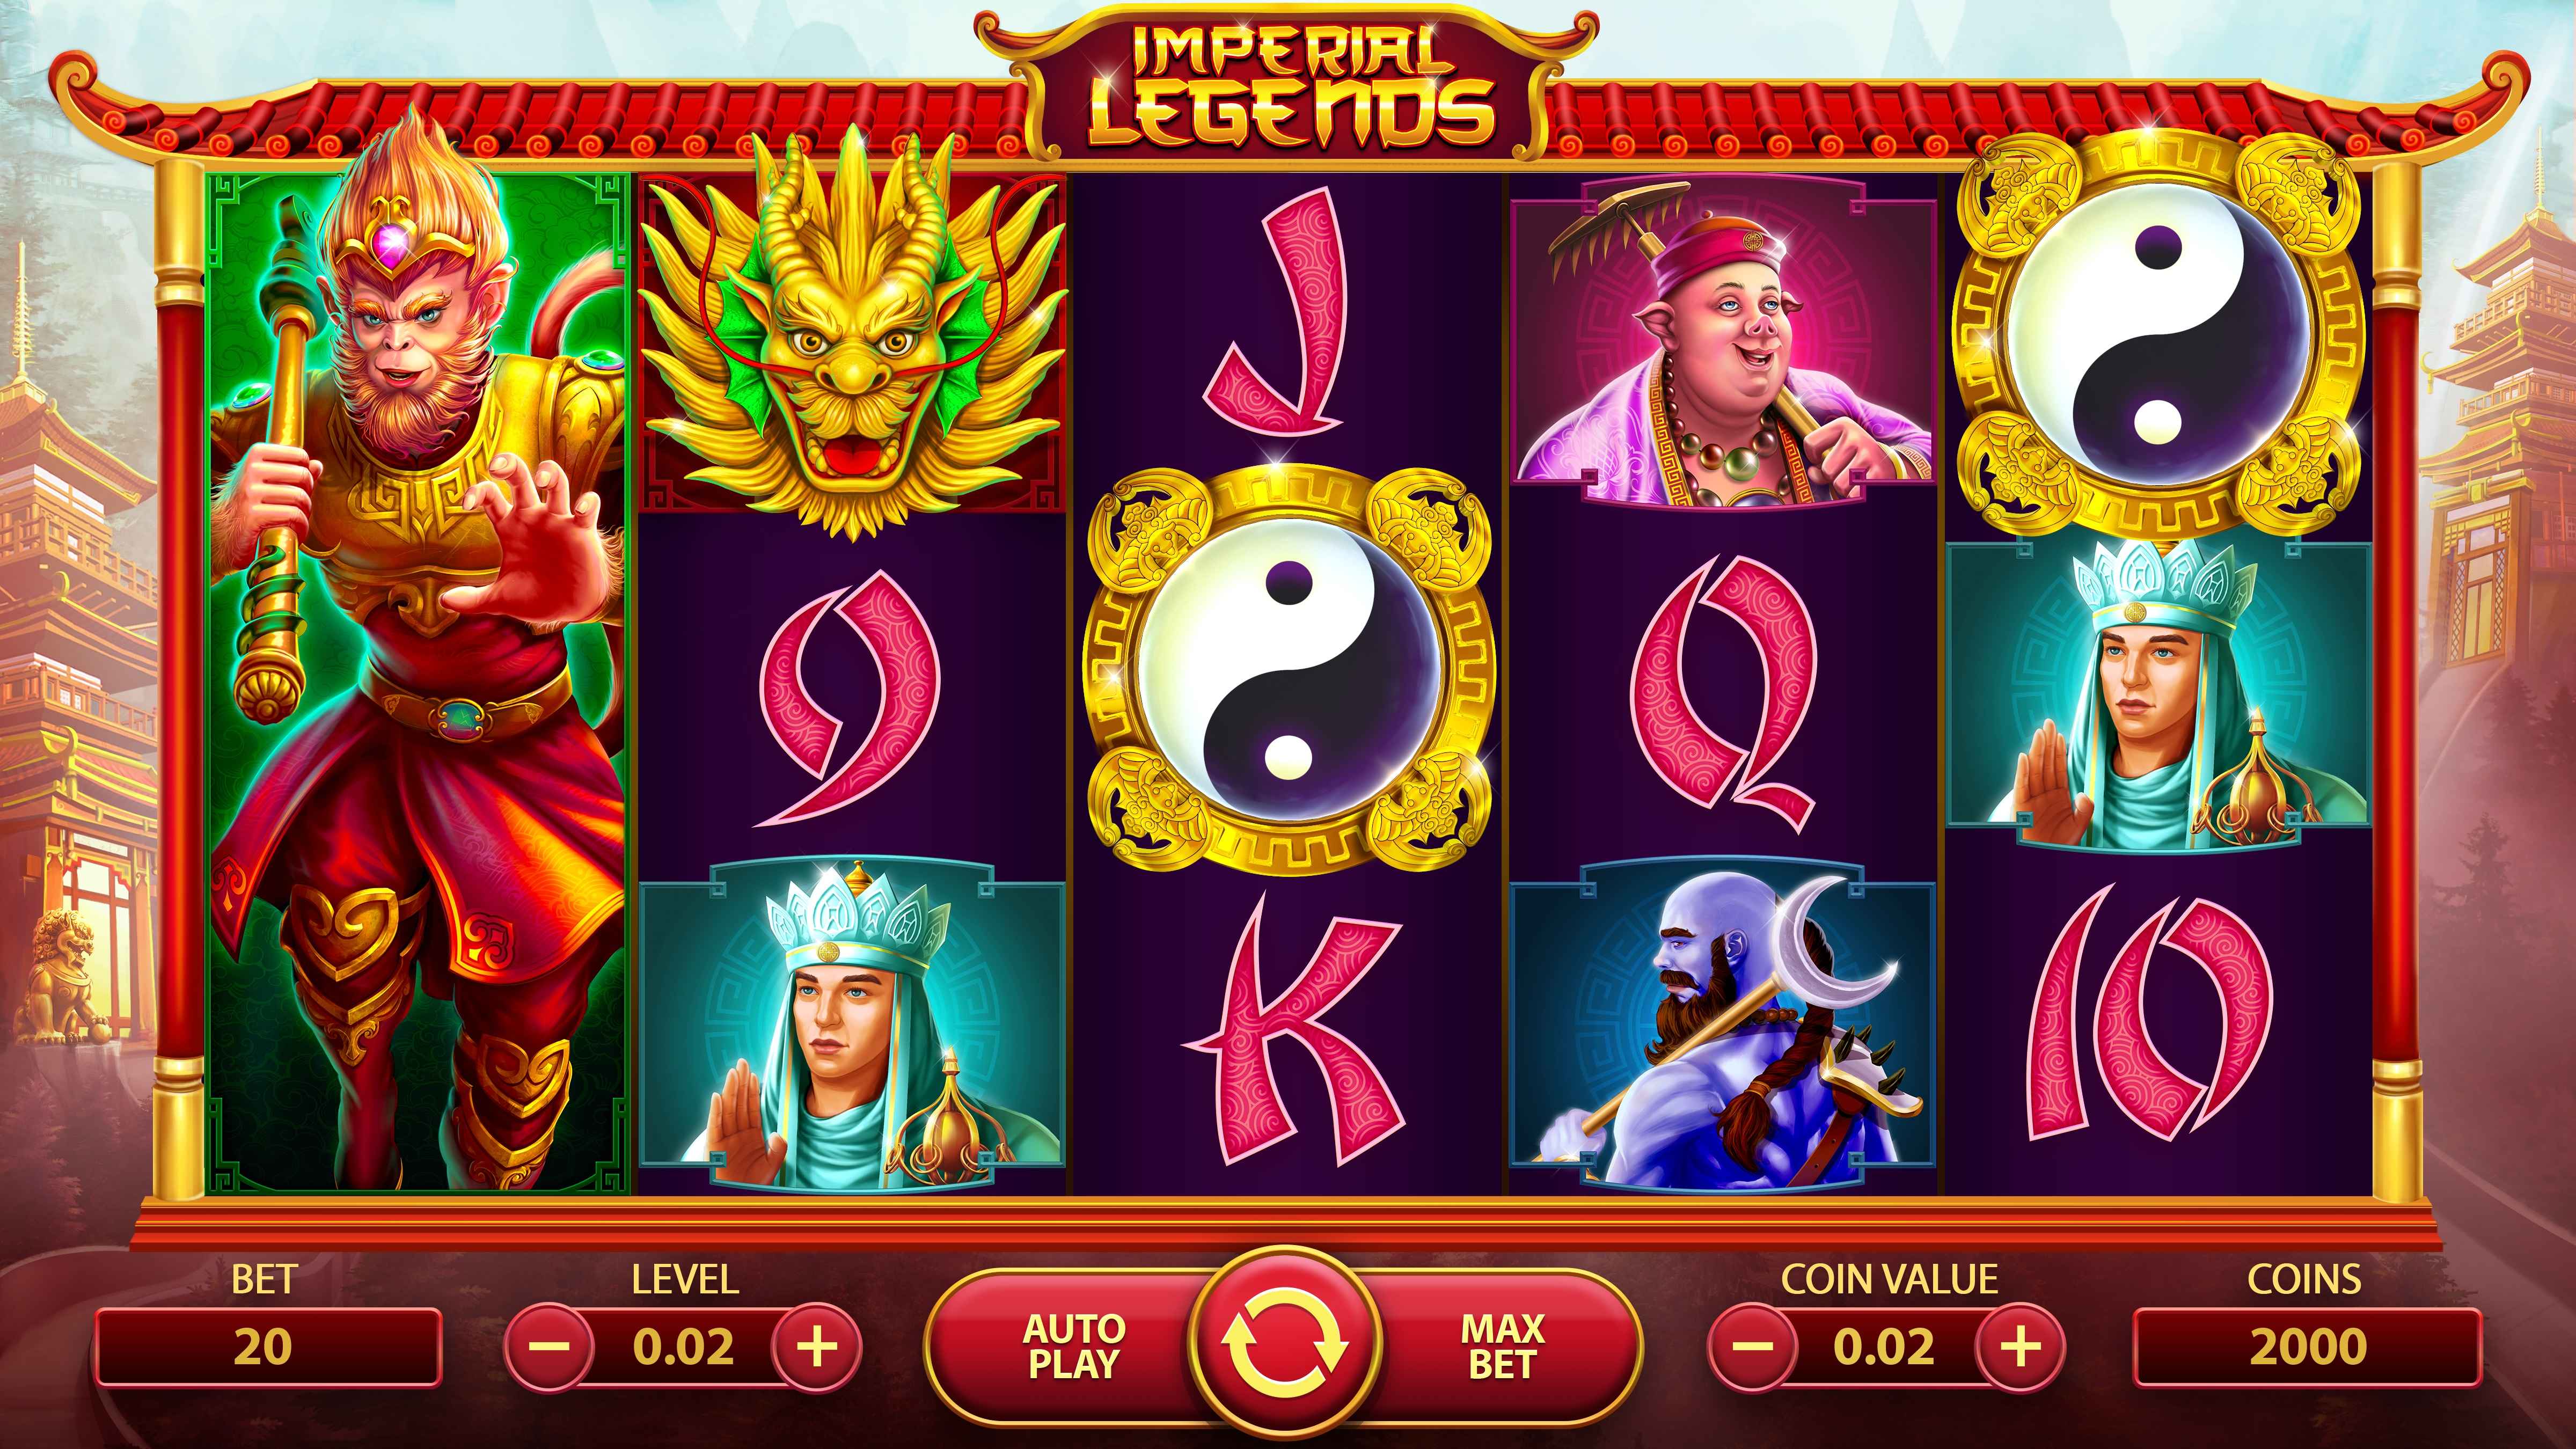 IMPERIAL
LEGENDS
J
9
Q
K
10
BET
LEVEL
COIN VALUE
COINS
20
− 0.02 +
AUTO
PLAY
MAX
BET
− 0.02 +
2000